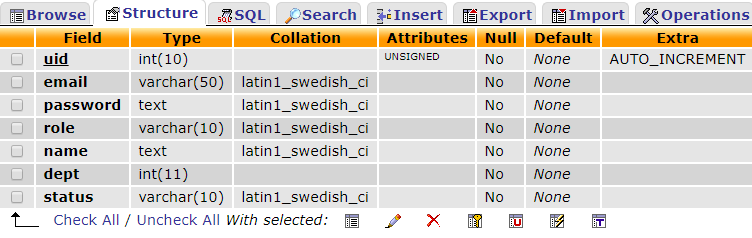 Browse Structure SQL Search Insert Export Import Operations
Field Type Collation Attributes Null Default Extra
uid int(10) UNSIGNED No None AUTO_INCREMENT
email varchar(50) latin1_swedish_ci No None
password text latin1_swedish_ci No None
role varchar(10) latin1_swedish_ci No None
name text latin1_swedish_ci No None
dept int(11) No None
status varchar(10) latin1_swedish_ci No None
Check All / Uncheck All With selected: